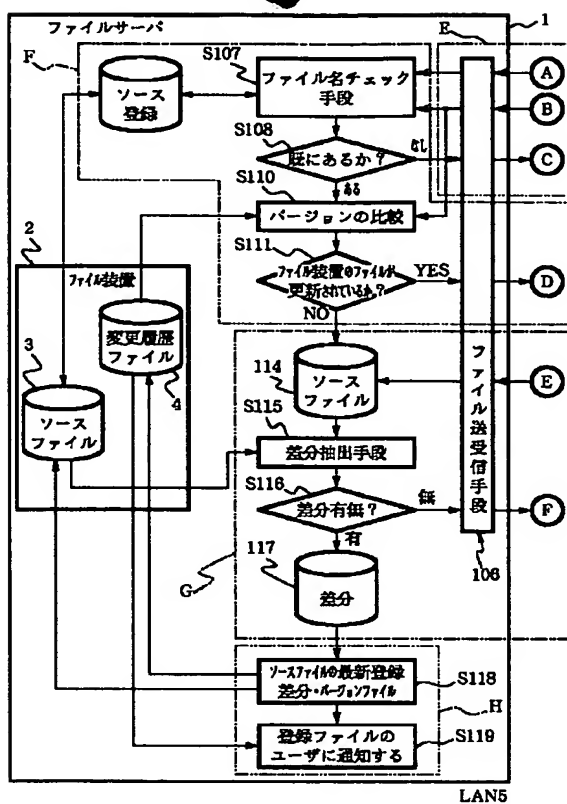 ファイルサーバ
1
E
F
S107
ファイル名チェック
手段
ソース
登録
A
B
S108
既にあるか?
なし
C
ある
S110
バージョンの比較
2
S111
ファイル装置のファイルが
更新されているか?
YES
D
ファイル装置
NO
変更履歴
ファイル
3
4
ソース
ファイル
114
ソース
ファイル
E
S115
差分抽出手段
ファイル送受信手段
S116
差分有無?
無
F
有
117
106
G
差分
ソースファイルの最新登録
差分・バージョンファイル
S118
H
登録ファイルの
ユーザに通知する
S119
LAN5